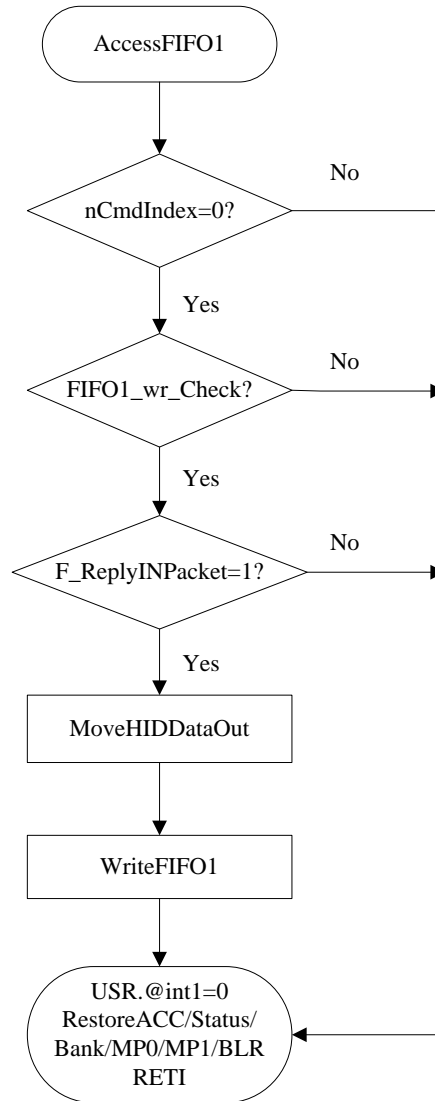 AccessFIFO1
No
nCmdIndex=0?
Yes
No
FIFO1_wr_Check?
Yes
No
F_ReplyINPacket=1?
Yes
MoveHIDDataOut
WriteFIFO1
USR.@int1=0
RestoreACC/Status/
Bank/MP0/MP1/BLR
RETI